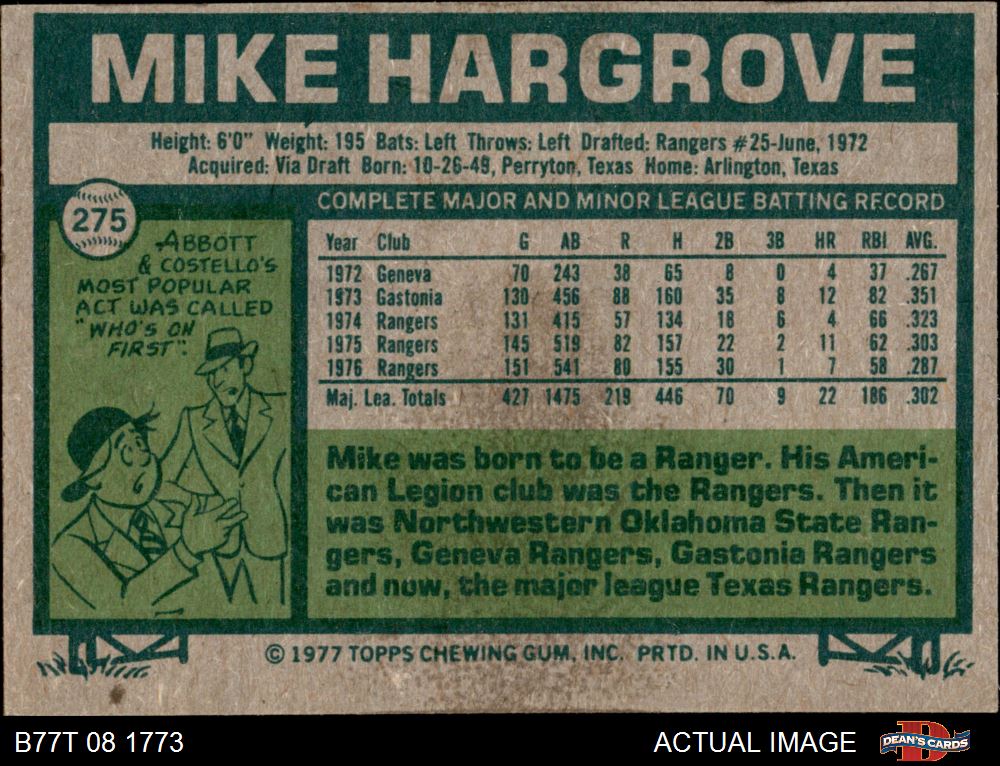 MIKE HARGROVE
Height: 6'0" Weight: 195 Bats: Left Throws: Left Drafted: Rangers #25-June, 1972
Acquired: Via Draft Born: 10-26-49, Perryton, Texas Home: Arlington, Texas
275
ABBOTT
& COSTELLO'S
MOST POPULAR
ACT WAS CALLED
"WHO'S ON
FIRST".
COMPLETE MAJOR AND MINOR LEAGUE BATTING RECORD
Year Club G AB R H 2B 3B HR RBI AVG.
1972 Geneva 70 243 38 65 8 0 4 37 .267
1973 Gastonia 130 456 88 160 35 8 12 82 .351
1974 Rangers 131 415 57 134 18 6 4 66 .323
1975 Rangers 145 519 82 157 22 2 11 62 .303
1976 Rangers 151 541 80 155 30 1 7 58 .287
Maj. Lea. Totals 427 1475 219 446 70 9 22 186 .302
Mike was born to be a Ranger. His Ameri-
can Legion club was the Rangers. Then it
was Northwestern Oklahoma State Ran-
gers, Geneva Rangers, Gastonia Rangers
and now, the major league Texas Rangers.
© 1977 TOPPS CHEWING GUM, INC. PRTD. IN U.S.A.
B77T 08 1773
ACTUAL IMAGE
DEAN'S CARDS